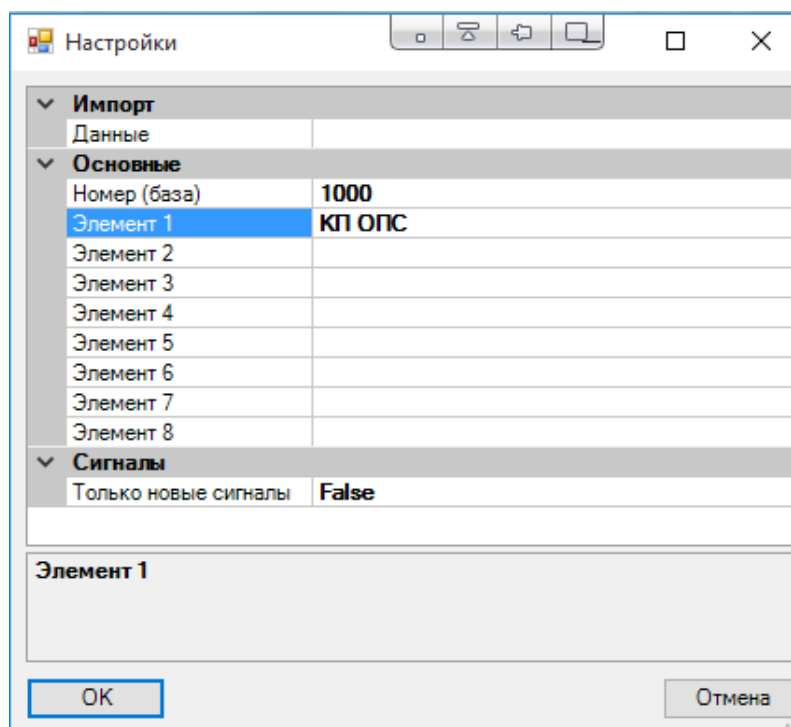 Настройки
Импорт
Данные
Основные
Номер (база) 1000
Элемент 1 КП ОПС
Элемент 2
Элемент 3
Элемент 4
Элемент 5
Элемент 6
Элемент 7
Элемент 8
Сигналы
Только новые сигналы False
Элемент 1
OK Отмена